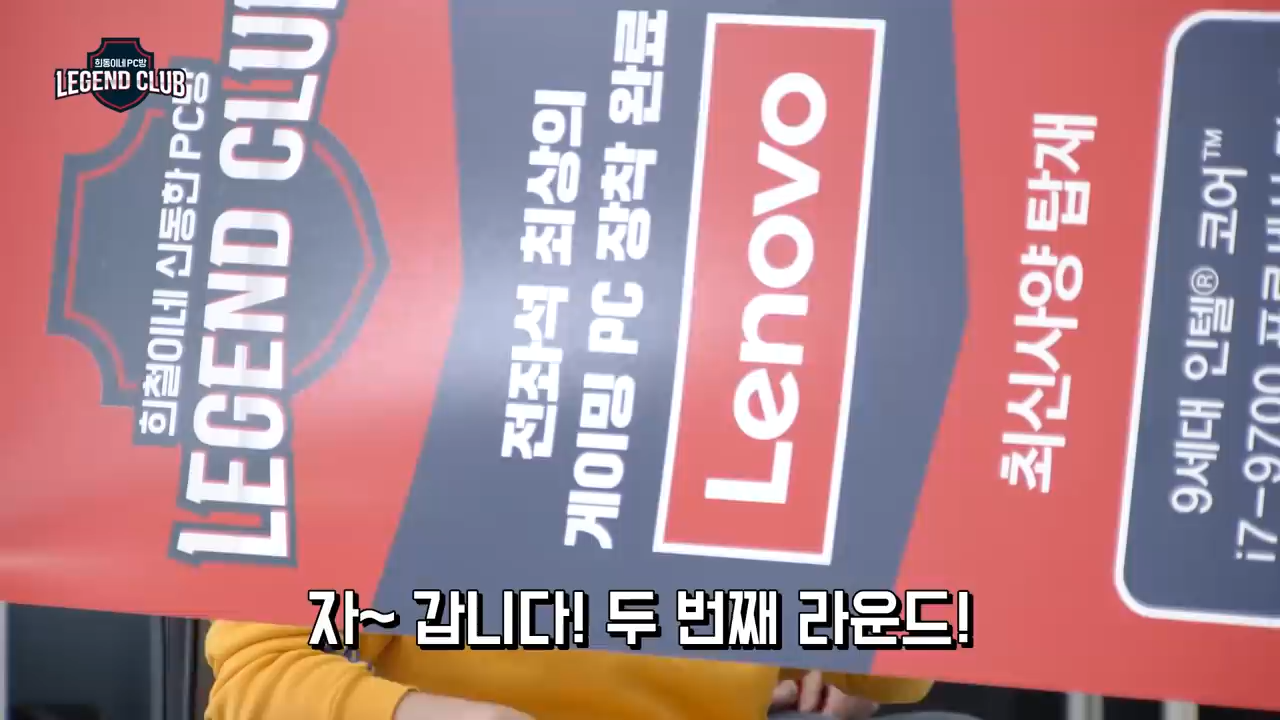 희동이네 PC방
LEGEND CLUB
희철이네 신동한 PC방
LEGEND CLU
전좌석 최상의
게이밍 PC 장착 완료
Lenovo
최신사양 탑재
9세대 인텔® 코어™
i7-9700
자~ 갑니다! 두 번째 라운드!